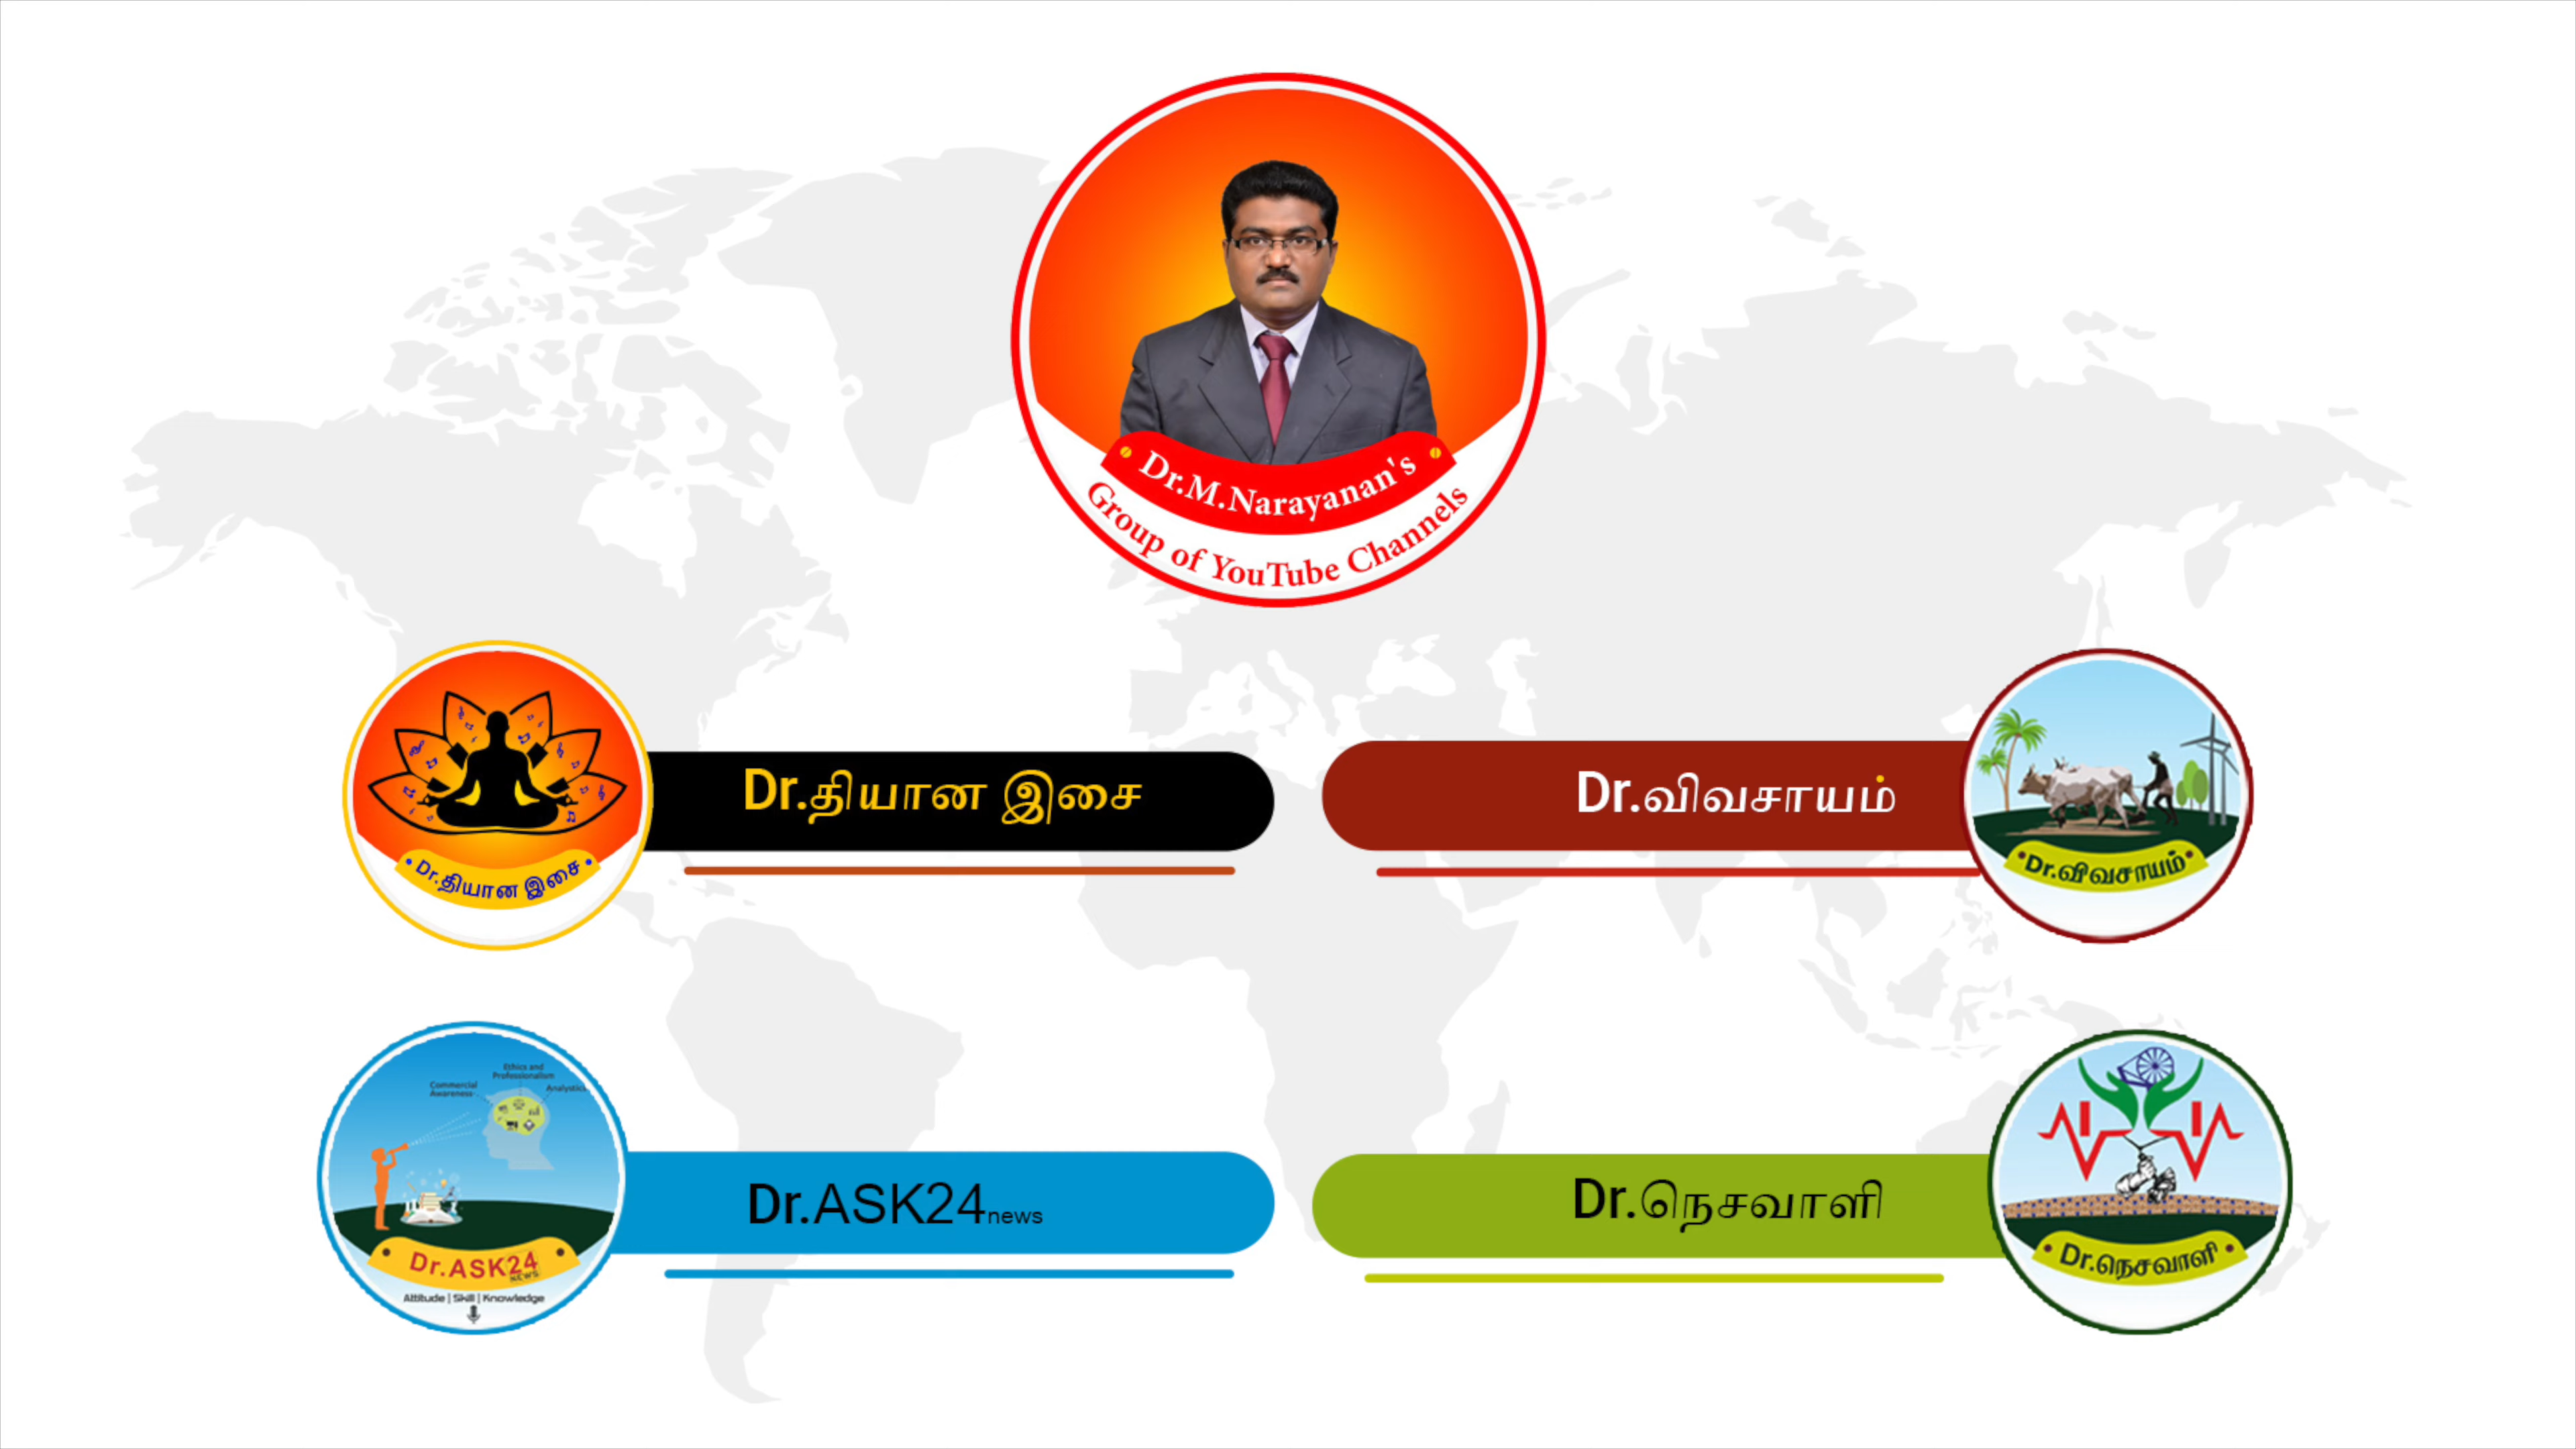 Dr.M.Narayanan's
Group of YouTube Channels
Dr.தியான இசை
Dr.தியான இசை
Dr.விவசாயம்
Dr.விவசாயம்
Ethics and
Professionalism
Commercial
Awareness
Analystics
Dr.ASK24
NEWS
Attitude | Skill | Knowledge
Dr.ASK24news
Dr.நெசவாளி
Dr.நெசவாளி